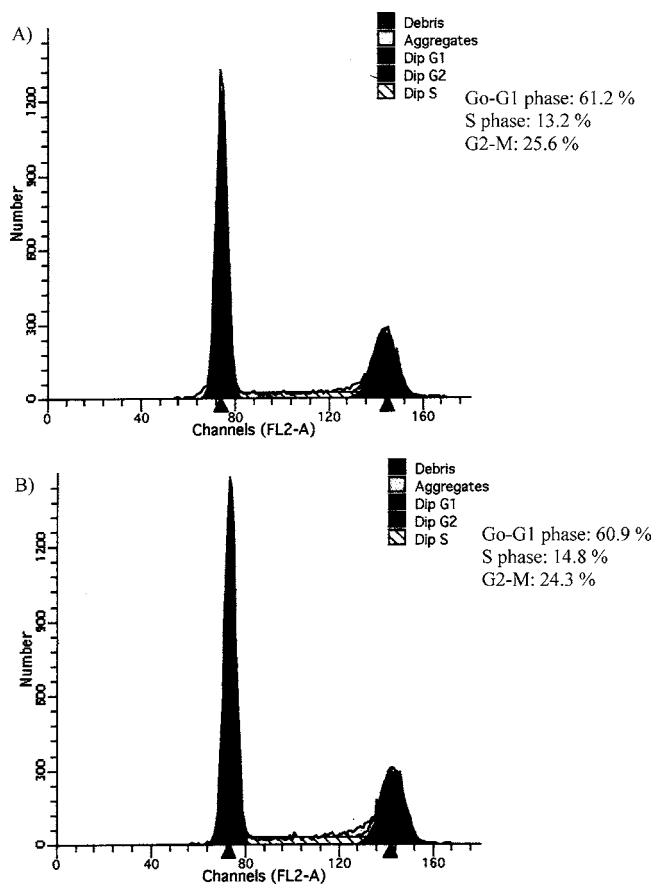 A)
Debris
Aggregates
Dip G1
Dip G2
Dip S
Go-G1 phase: 61.2 %
S phase: 13.2 %
G2-M: 25.6 %
Number
1200
900
600
300
0
0 40 80 120 160
Channels (FL2-A)
B)
Debris
Aggregates
Dip G1
Dip G2
Dip S
Go-G1 phase: 60.9 %
S phase: 14.8 %
G2-M: 24.3 %
Number
1200
900
600
300
0
0 40 80 120 160
Channels (FL2-A)